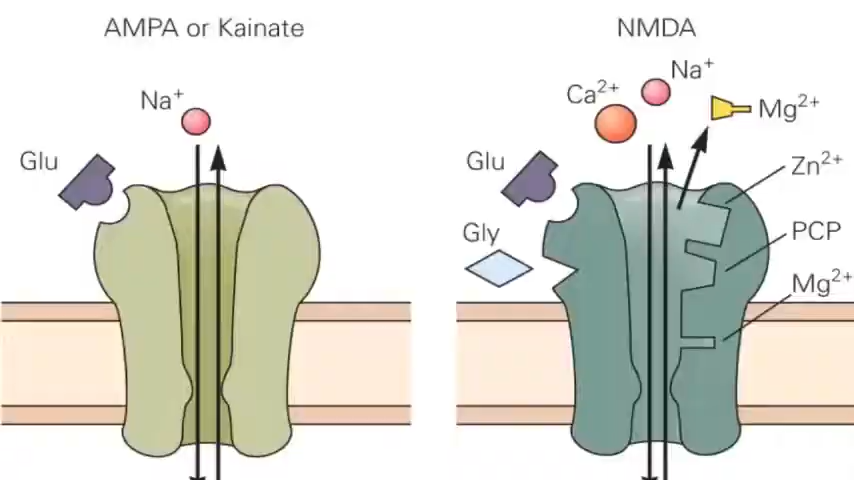 AMPA or Kainate
Na⁺
Glu
NMDA
Na⁺
Ca²⁺
Mg²⁺
Glu
Zn²⁺
Gly
PCP
Mg²⁺